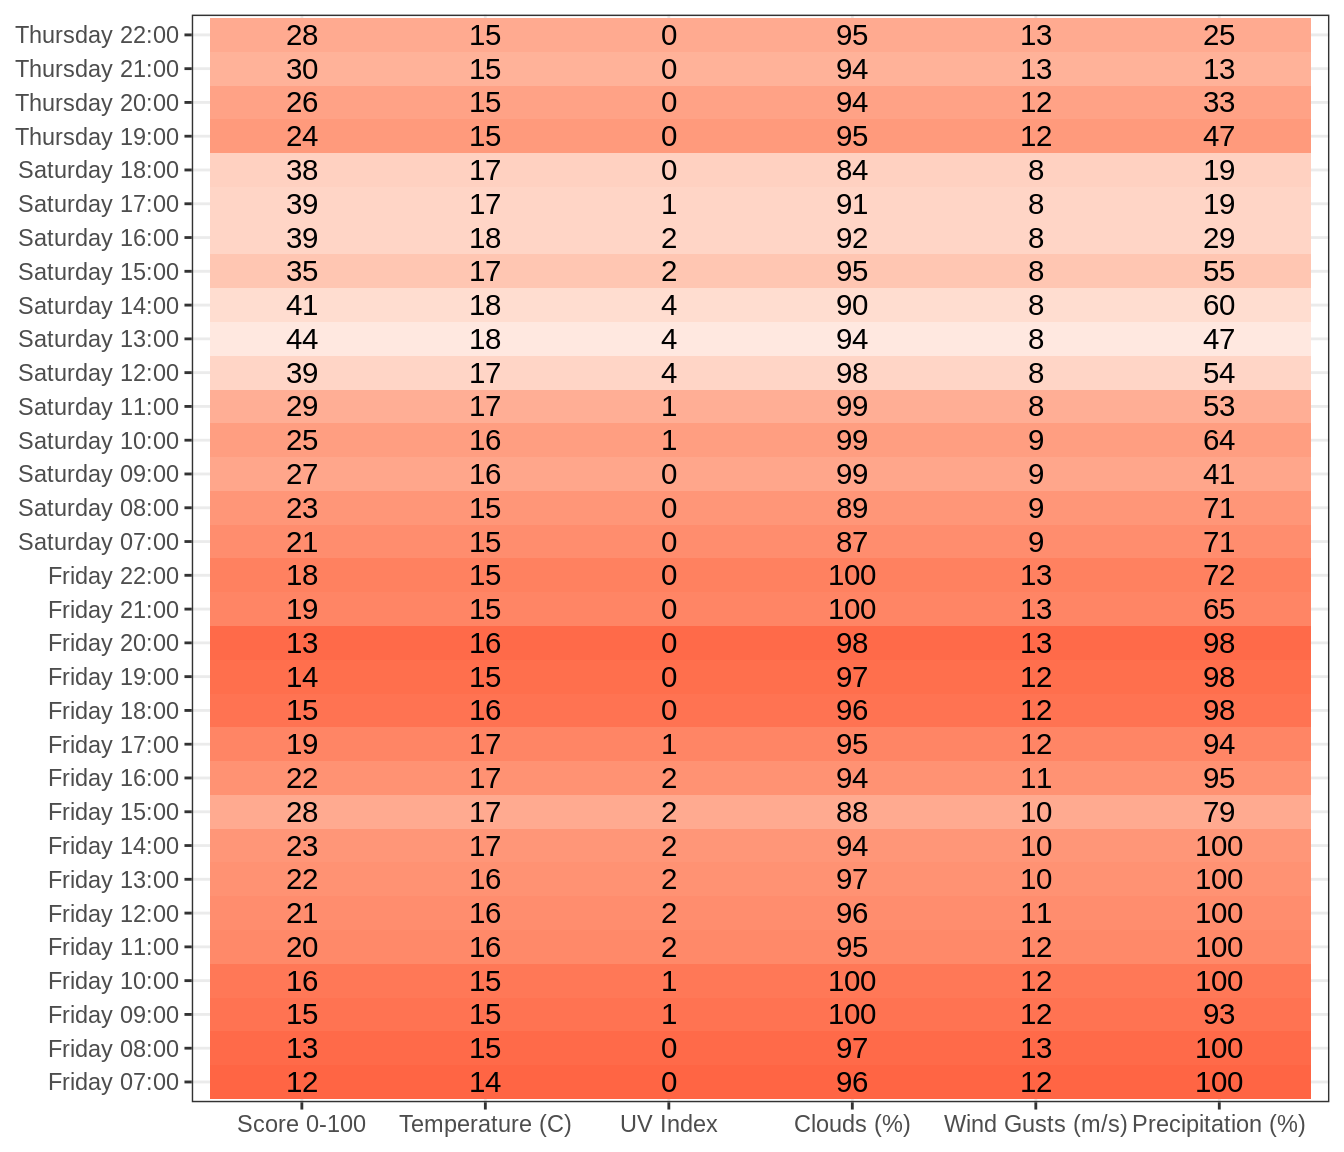 Thursday 22:00 28 15 0 95 13 25
Thursday 21:00 30 15 0 94 13 13
Thursday 20:00 26 15 0 94 12 33
Thursday 19:00 24 15 0 95 12 47
Saturday 18:00 38 17 0 84 8 19
Saturday 17:00 39 17 1 91 8 19
Saturday 16:00 39 18 2 92 8 29
Saturday 15:00 35 17 2 95 8 55
Saturday 14:00 41 18 4 90 8 60
Saturday 13:00 44 18 4 94 8 47
Saturday 12:00 39 17 4 98 8 54
Saturday 11:00 29 17 1 99 8 53
Saturday 10:00 25 16 1 99 9 64
Saturday 09:00 27 16 0 99 9 41
Saturday 08:00 23 15 0 89 9 71
Saturday 07:00 21 15 0 87 9 71
Friday 22:00 18 15 0 100 13 72
Friday 21:00 19 15 0 100 13 65
Friday 20:00 13 16 0 98 13 98
Friday 19:00 14 15 0 97 12 98
Friday 18:00 15 16 0 96 12 98
Friday 17:00 19 17 1 95 12 94
Friday 16:00 22 17 2 94 11 95
Friday 15:00 28 17 2 88 10 79
Friday 14:00 23 17 2 94 10 100
Friday 13:00 22 16 2 97 10 100
Friday 12:00 21 16 2 96 11 100
Friday 11:00 20 16 2 95 12 100
Friday 10:00 16 15 1 100 12 100
Friday 09:00 15 15 1 100 12 93
Friday 08:00 13 15 0 97 13 100
Friday 07:00 12 14 0 96 12 100
Score 0-100 Temperature (C) UV Index Clouds (%) Wind Gusts (m/s) Precipitation (%)